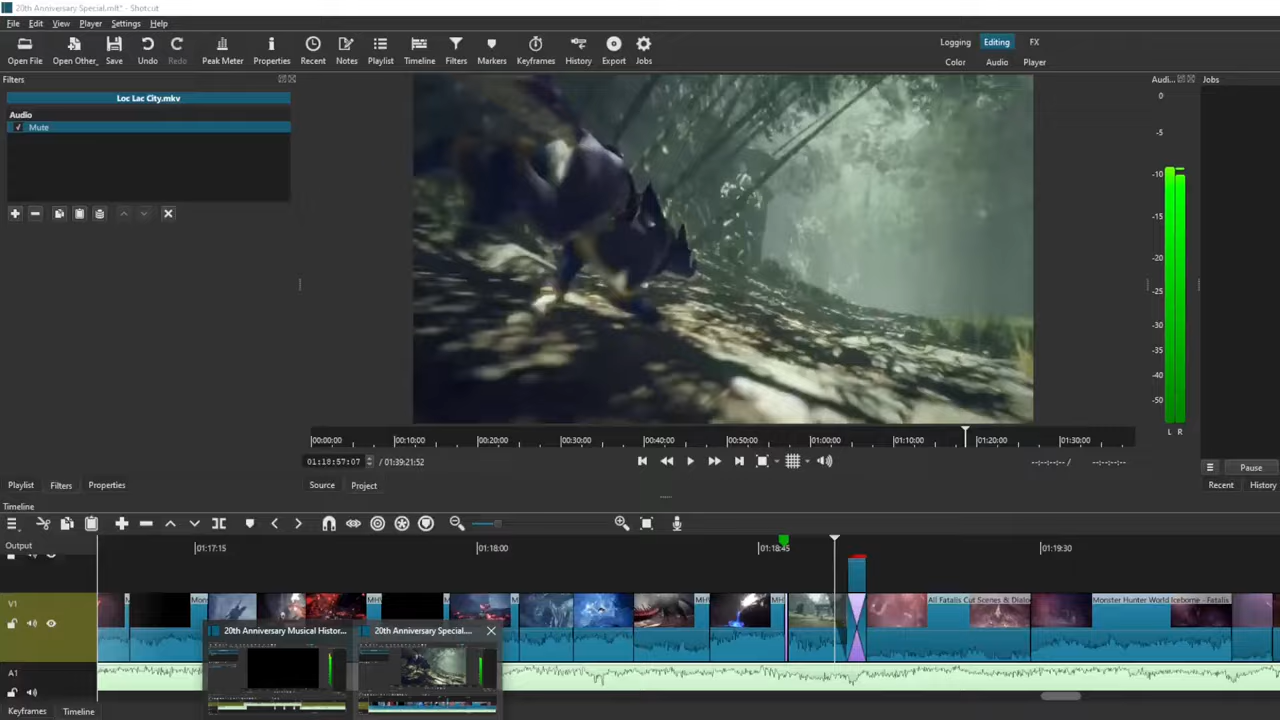 20th Anniversary Special.mlt* - Shotcut
File Edit View Player Settings Help
Open File Open Other Save Undo Redo Peak Meter Properties Recent Notes Playlist Timeline Filters Markers Keyframes History Export Jobs
Logging Editing FX
Color Audio Player
Filters
Audi...
Jobs
Loc Lac City.mkv
Audio
Mute
0
-5
-10
-15
-20
-25
-30
-35
-40
-45
-50
L R
00:00:00 00:10:00 00:20:00 00:30:00 00:40:00 00:50:00 01:00:00 01:10:00 01:20:00 01:30:00
01:18:57:07 / 01:39:21:52
--:--:--:-- / --:--:--:--
Pause
Playlist Filters Properties
Source Project
Recent History
Timeline
Output
01:17:15 01:18:00 01:18:45 01:19:30
V1
Mons
MHV
MHV
MH
All Fatalis Cut Scenes & Dialo
Monster Hunter World Iceborne - Fatalis
20th Anniversary Musical Histor...
20th Anniversary Special....
A1
Keyframes Timeline